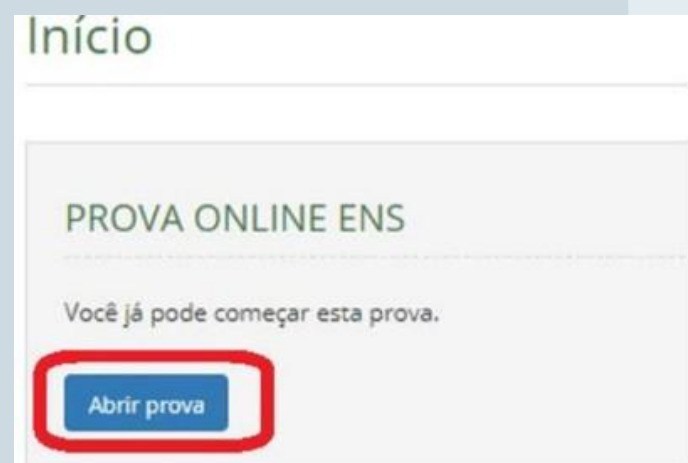 Início
PROVA ONLINE ENS
Você já pode começar esta prova.
Abrir prova